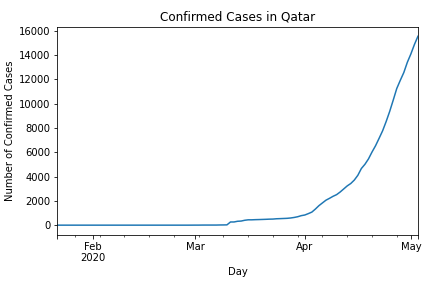 Confirmed Cases in Qatar
16000
14000
12000
10000
8000
6000
4000
2000
0
Number of Confirmed Cases
Feb
2020
Mar
Apr
May
Day